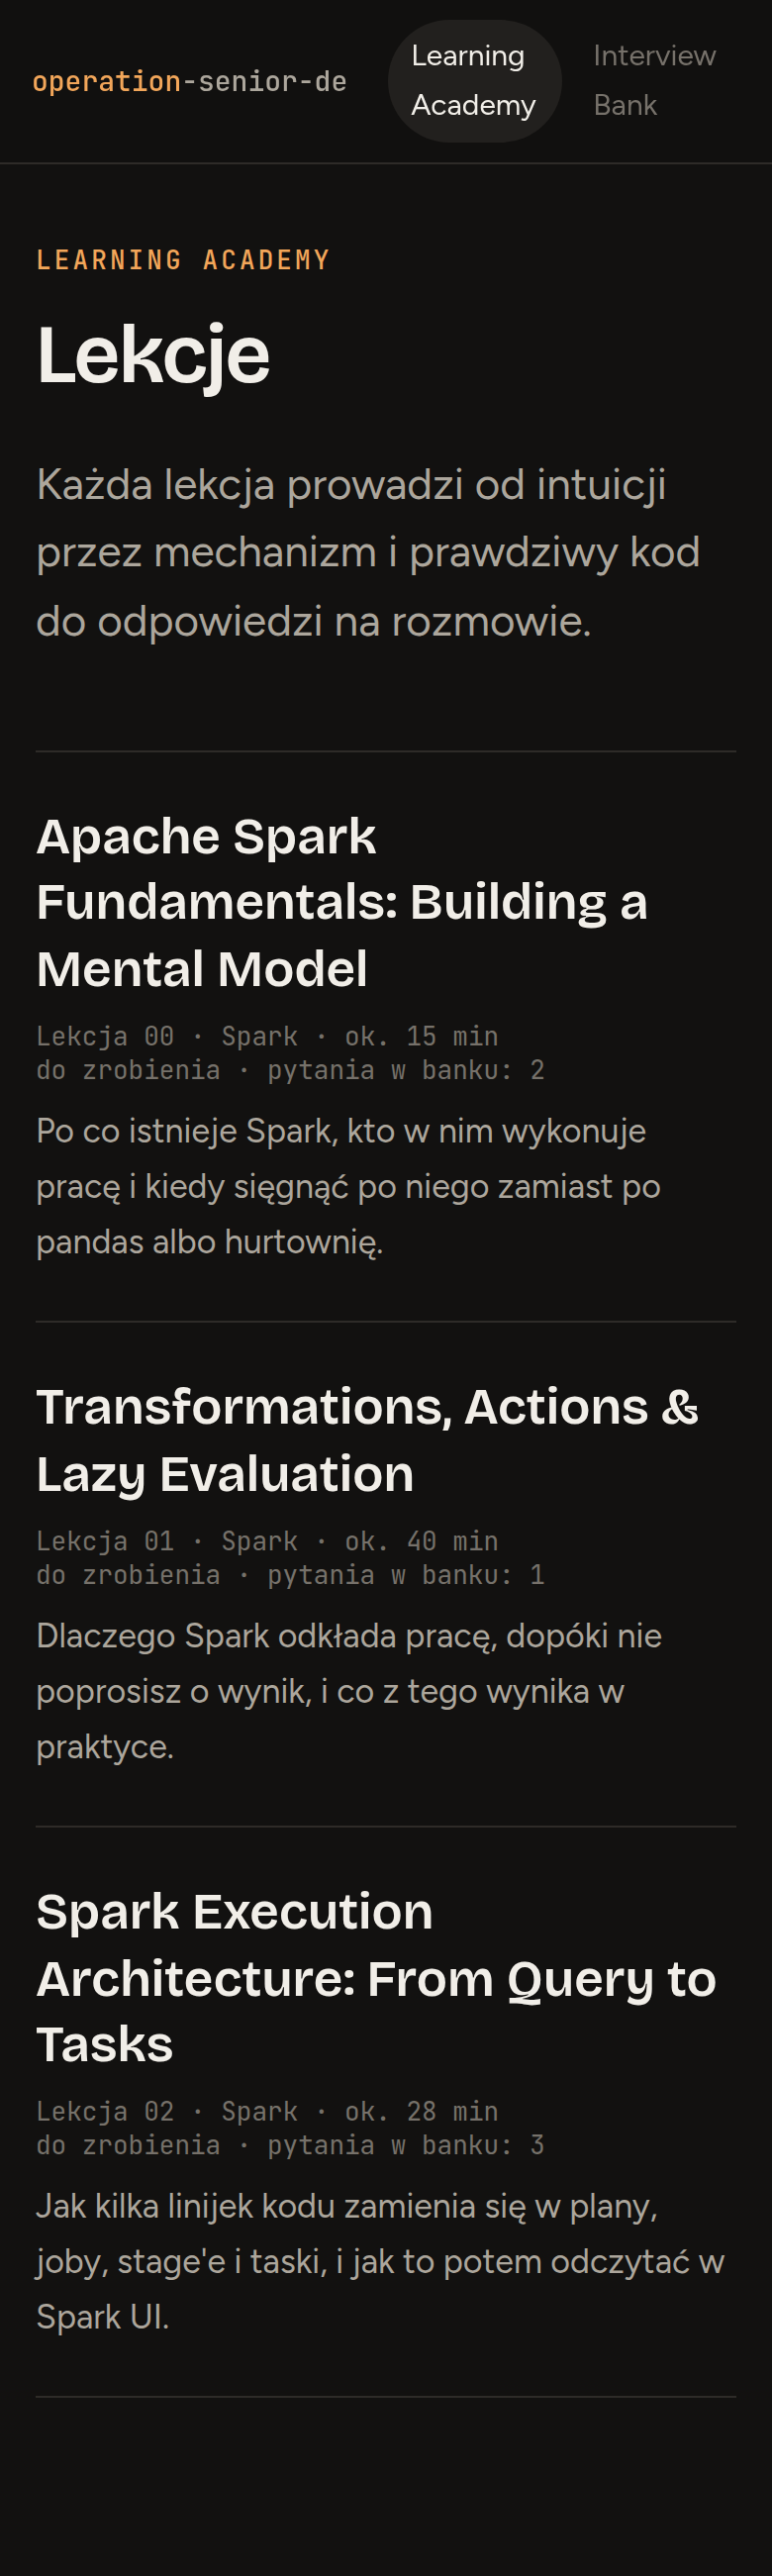 operation-senior-de
Learning
Academy
Interview
Bank
LEARNING ACADEMY
Lekcje
Każda lekcja prowadzi od intuicji
przez mechanizm i prawdziwy kod
do odpowiedzi na rozmowie.
Apache Spark
Fundamentals: Building a
Mental Model
Lekcja 00 · Spark · ok. 15 min
do zrobienia · pytania w banku: 2
Po co istnieje Spark, kto w nim wykonuje
pracę i kiedy sięgnąć po niego zamiast po
pandas albo hurtownię.
Transformations, Actions &
Lazy Evaluation
Lekcja 01 · Spark · ok. 40 min
do zrobienia · pytania w banku: 1
Dlaczego Spark odkłada pracę, dopóki nie
poprosisz o wynik, i co z tego wynika w
praktyce.
Spark Execution
Architecture: From Query to
Tasks
Lekcja 02 · Spark · ok. 28 min
do zrobienia · pytania w banku: 3
Jak kilka linijek kodu zamienia się w plany,
joby, stage'e i taski, i jak to potem odczytać w
Spark UI.